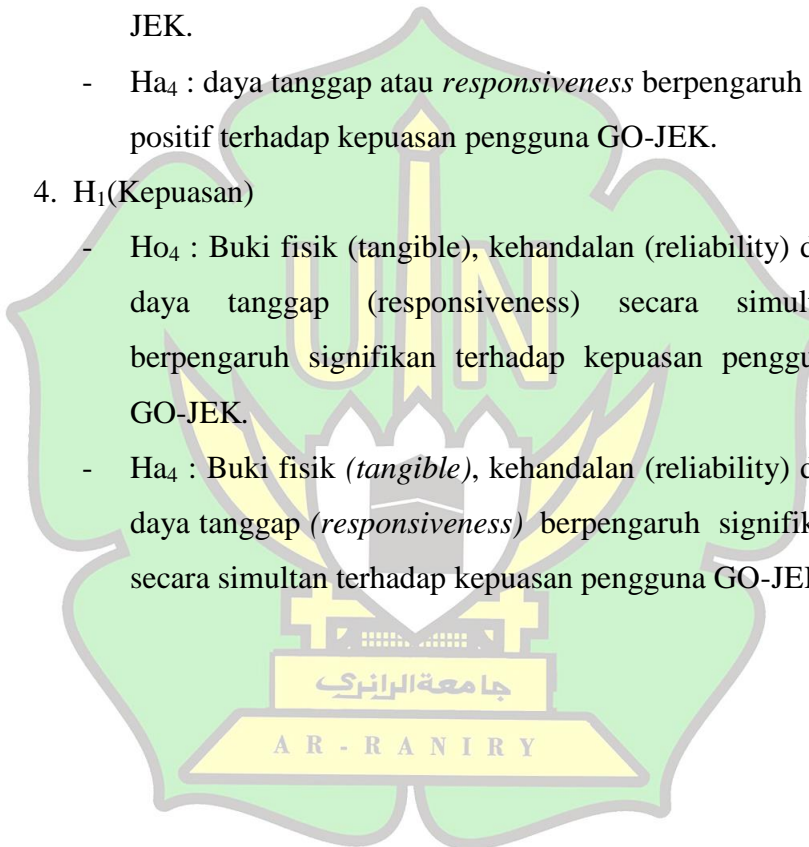 JEK.
- Ha₄ : daya tanggap atau responsiveness berpengaruh
positif terhadap kepuasan pengguna GO-JEK.
4. H₁(Kepuasan)
- Ho₄ : Buki fisik (tangible), kehandalan (reliability)
daya tanggap (responsiveness) secara
berpengaruh signifikan terhadap kepuasan
GO-JEK.
- Ha₄ : Buki fisik (tangible), kehandalan (reliability)
daya tanggap (responsiveness) berpengaruh
secara simultan terhadap kepuasan pengguna
UIN
جامعة الرانري
AR-RANIRY